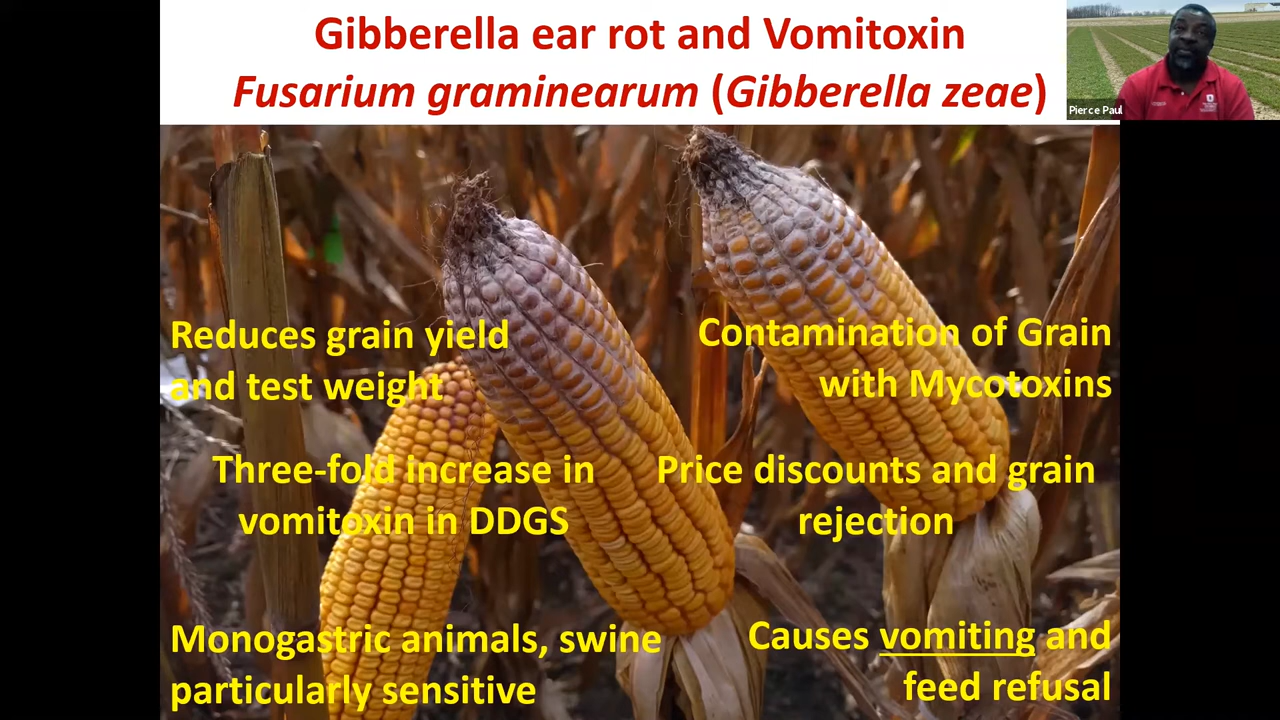 Gibberella ear rot and Vomitoxin
Fusarium graminearum (Gibberella zeae)
Pierce Paul
Reduces grain yield
and test weight
Contamination of Grain
with Mycotoxins
Three-fold increase in
vomitoxin in DDGS
Price discounts and grain
rejection
Monogastric animals, swine
particularly sensitive
Causes vomiting and
feed refusal